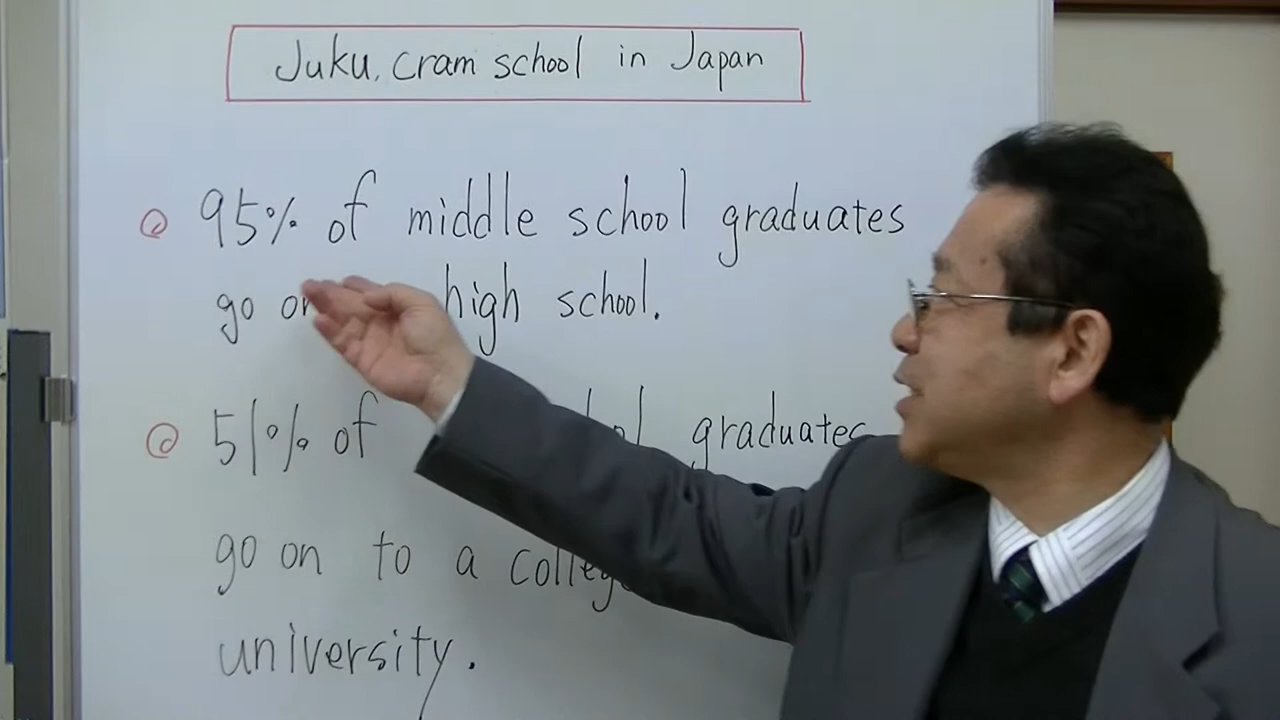 Juku, cram school in Japan
95% of middle school graduates
go on high school.
51% of graduates
go on to a college
university.